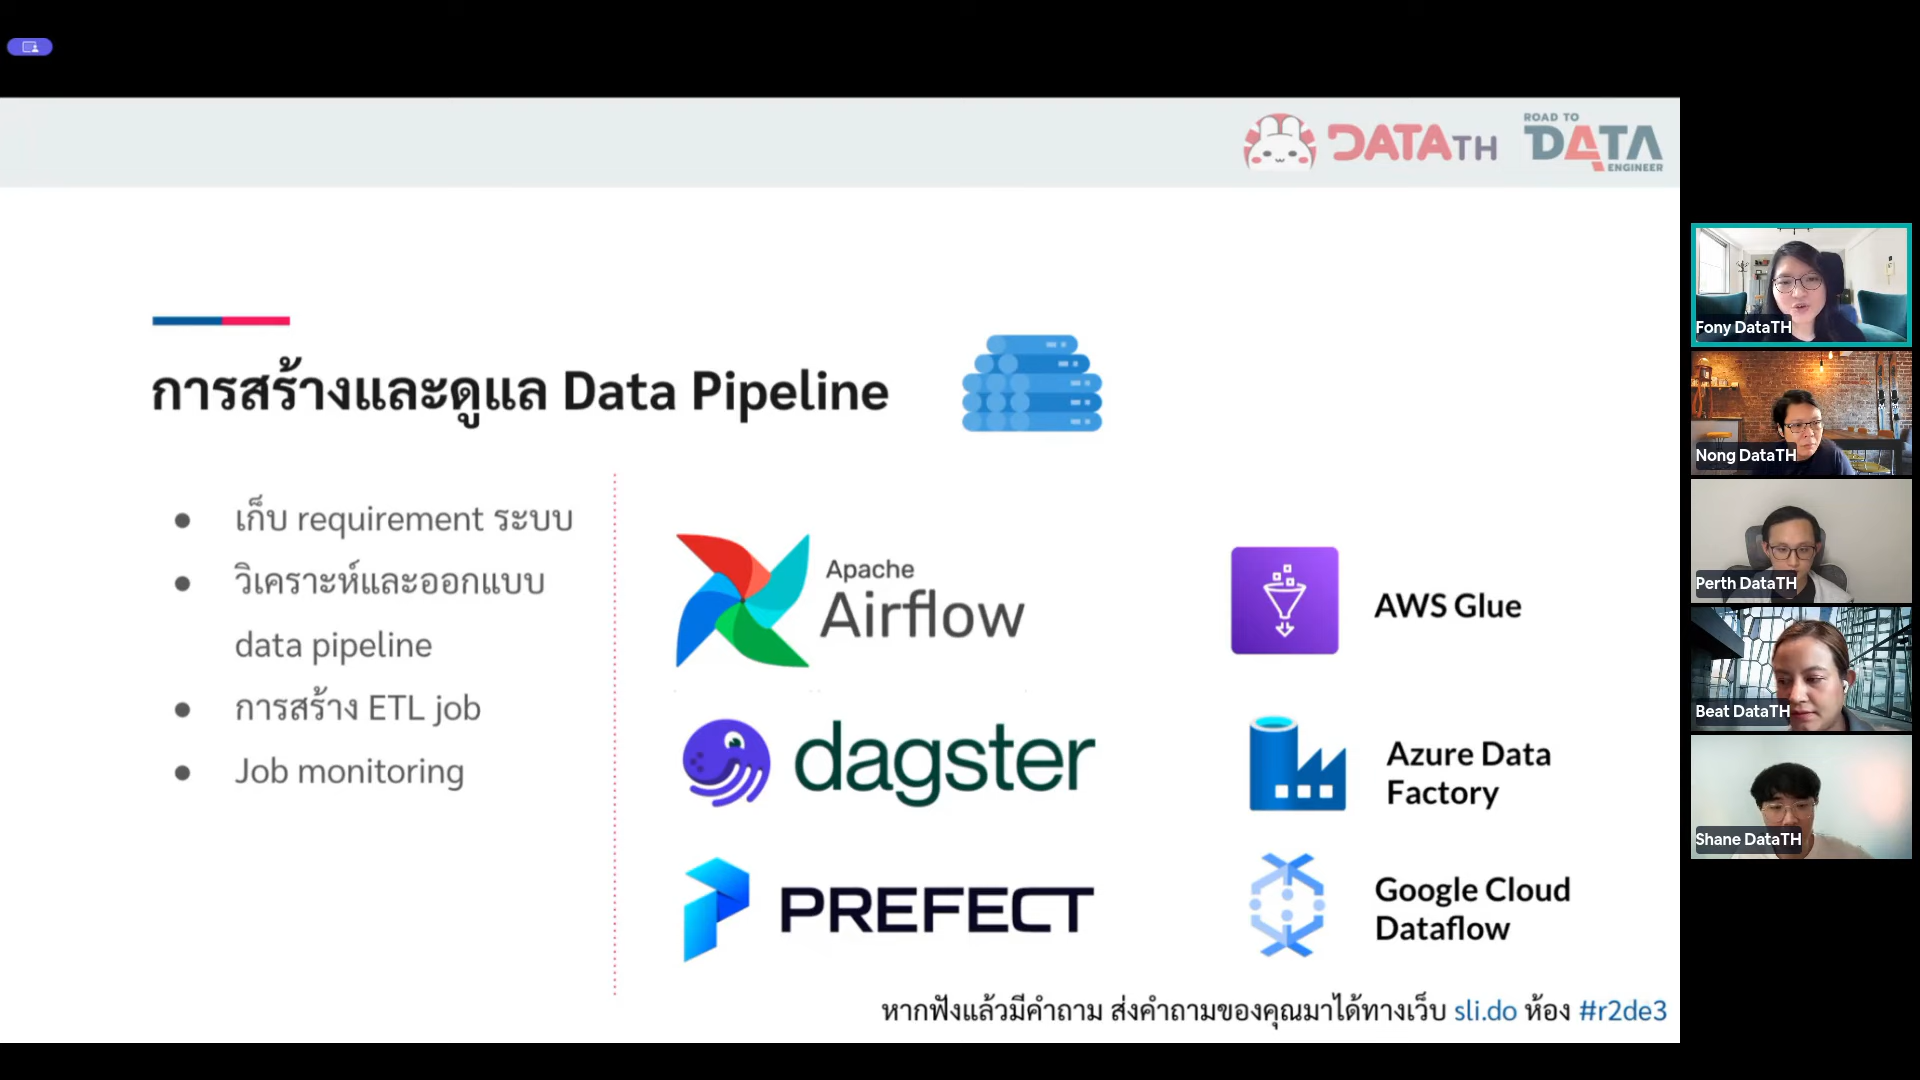 DATATH
ROAD TO
DATA
ENGINEER
การสร้างและดูแล Data Pipeline
● เก็บ requirement ระบบ
● วิเคราะห์และออกแบบ
data pipeline
● การสร้าง ETL job
● Job monitoring
Apache
Airflow
dagster
PREFECT
AWS Glue
Azure Data
Factory
Google Cloud
Dataflow
หากฟังแล้วมีคำถาม ส่งคำถามของคุณมาได้ทางเว็บ sli.do ห้อง #r2de3
Fony DataTH
Nong DataTH
Perth DataTH
Beat DataTH
Shane DataTH